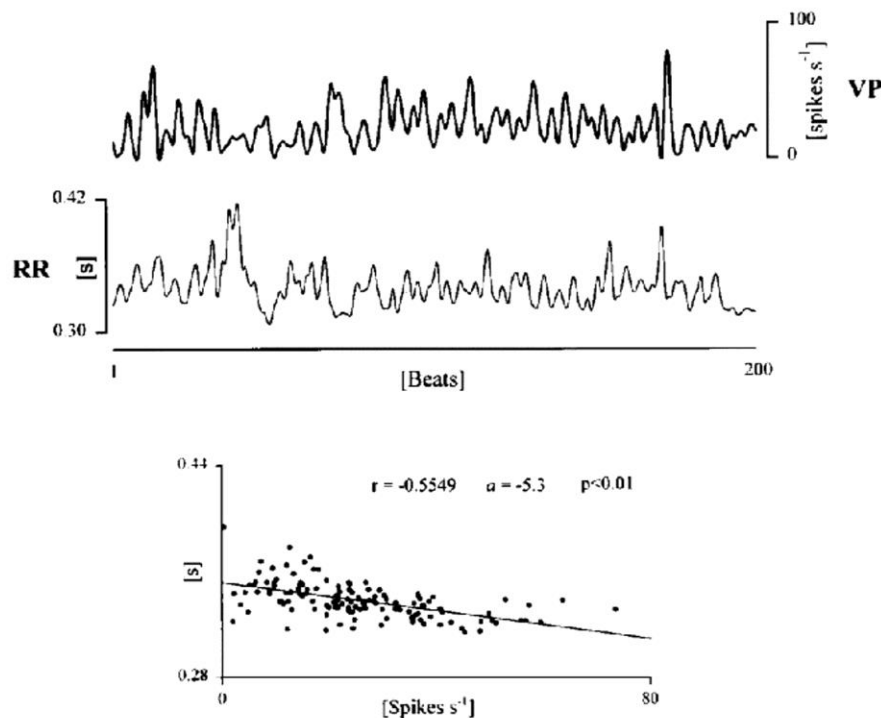 100
[spikes s⁻¹]
VP
0
0.42
RR
[s]
0.30
1
[Beats]
200
0.44
r = -0.5549 a = -5.3 p<0.01
[s]
0.28
0
[Spikes s⁻¹]
80